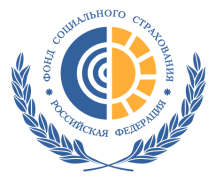 ФОНД СОЦИАЛЬНОГО СТРАХОВАНИЯ
РОССИЙСКАЯ ФЕДЕРАЦИЯ